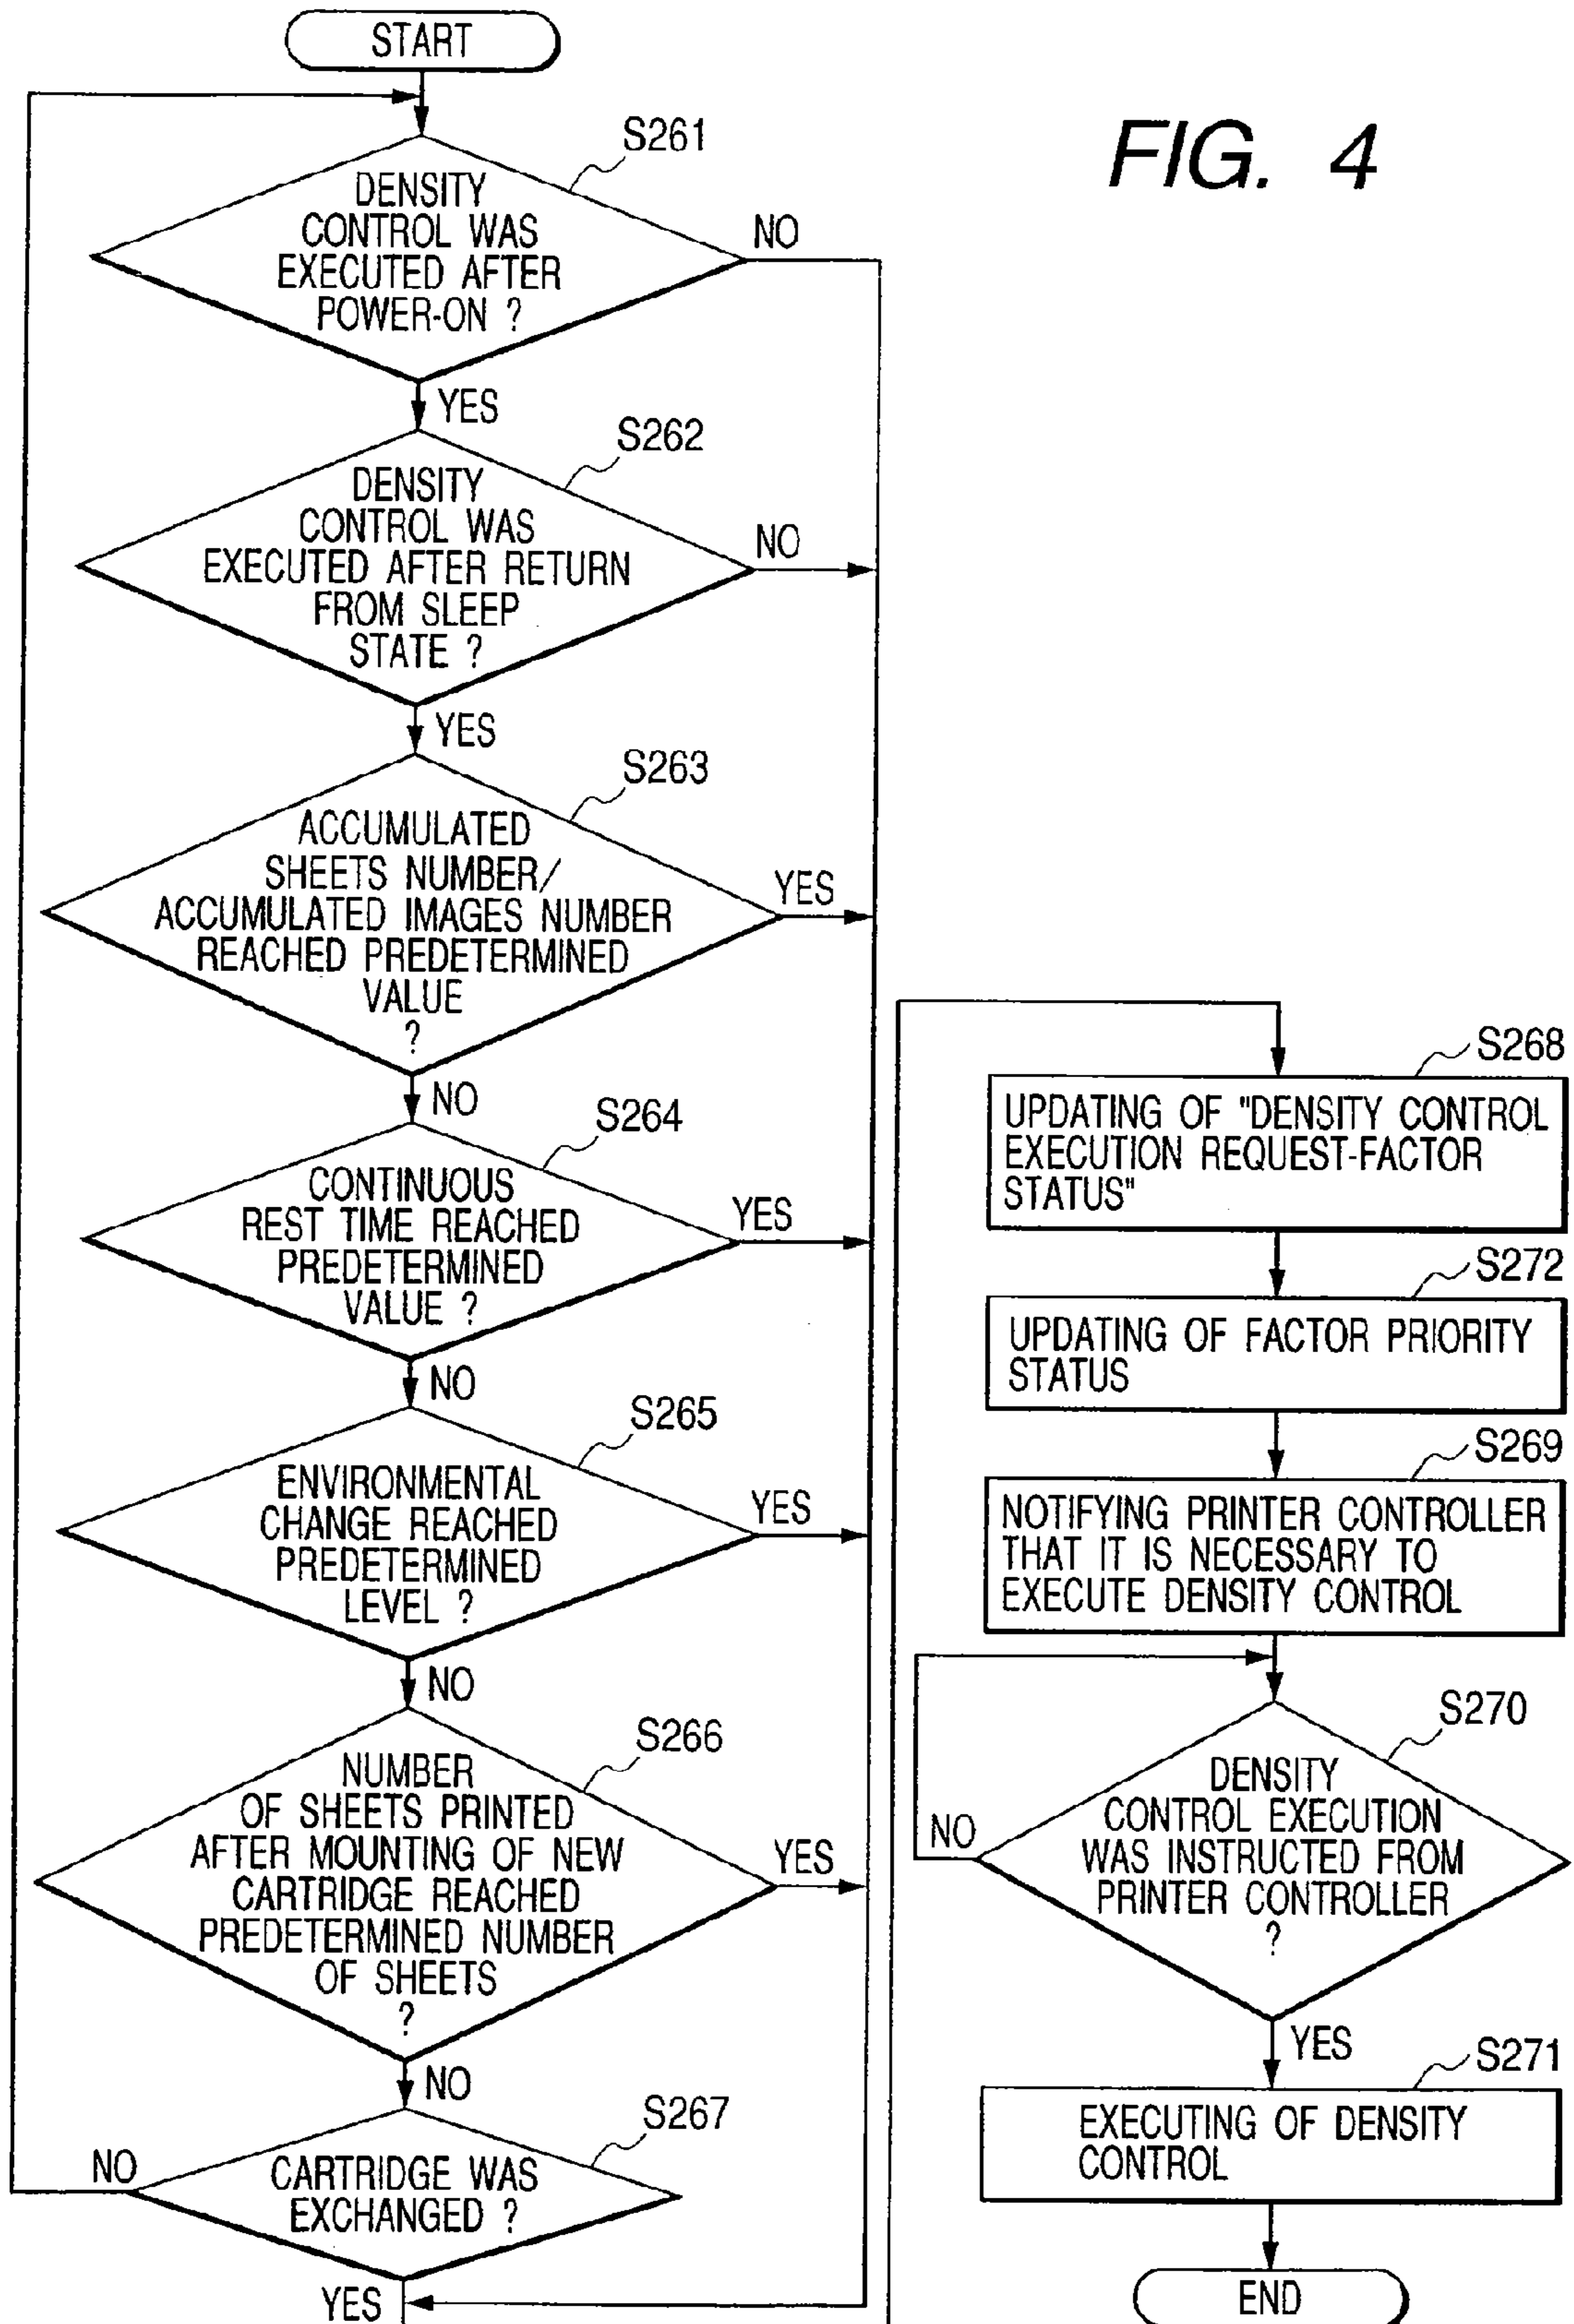 FIG. 4
START
S261
DENSITY
CONTROL WAS
EXECUTED AFTER
POWER-ON ?
NO
YES
S262
DENSITY
CONTROL WAS
EXECUTED AFTER RETURN
FROM SLEEP
STATE ?
NO
YES
S263
ACCUMULATED
SHEETS NUMBER/
ACCUMULATED IMAGES NUMBER
REACHED PREDETERMINED
VALUE
?
YES
NO
S264
CONTINUOUS
REST TIME REACHED
PREDETERMINED
VALUE ?
YES
NO
S265
ENVIRONMENTAL
CHANGE REACHED
PREDETERMINED
LEVEL ?
YES
NO
S266
NUMBER
OF SHEETS PRINTED
AFTER MOUNTING OF NEW
CARTRIDGE REACHED
PREDETERMINED NUMBER
OF SHEETS
?
YES
NO
S267
CARTRIDGE WAS
EXCHANGED ?
NO
YES
S268
UPDATING OF "DENSITY CONTROL
EXECUTION REQUEST-FACTOR
STATUS"
S272
UPDATING OF FACTOR PRIORITY
STATUS
S269
NOTIFYING PRINTER CONTROLLER
THAT IT IS NECESSARY TO
EXECUTE DENSITY CONTROL
S270
DENSITY
CONTROL EXECUTION
WAS INSTRUCTED FROM
PRINTER CONTROLLER
?
NO
YES
S271
EXECUTING OF DENSITY
CONTROL
END